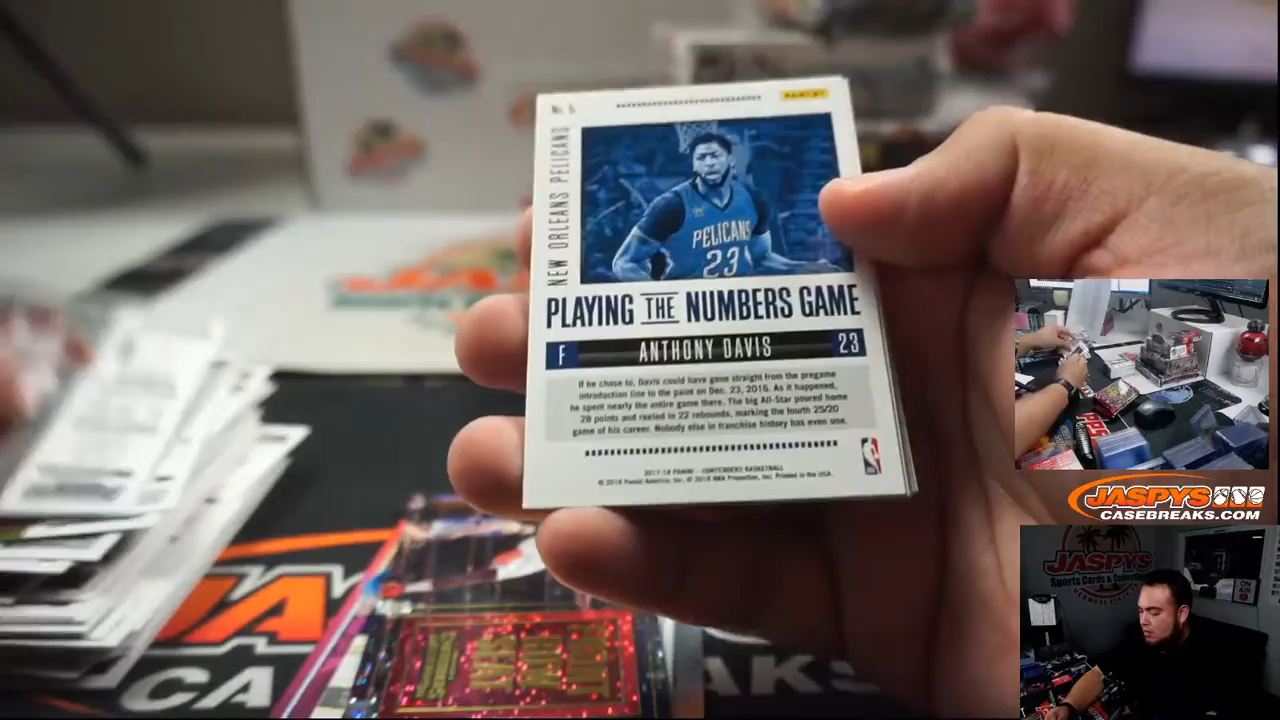 No. 5
PANINI
NEW ORLEANS PELICANS
PELICANS
23
PLAYING THE NUMBERS GAME
F ANTHONY DAVIS 23
If he chose to, Davis could have gone straight from the pregame
introduction line to the paint on Dec. 23, 2016. As it happened,
he spent nearly the entire game there. The big All-Star poured home
28 points and reeled in 22 rebounds, marking the fourth 25/20
game of his career. Nobody else in franchise history has even one.
2017-18 PANINI - CONTENDERS BASKETBALL
© 2018 Panini America, Inc. © 2018 NBA Properties, Inc. Printed in the USA.
JASPYS
CASEBREAKS.COM
JASPYS
Sports Cards & Collectibles
ON
AIR
CA
AKS